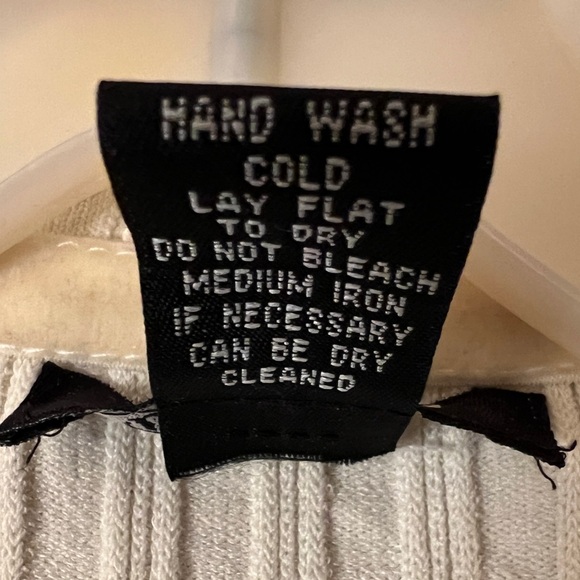 HAND WASH
COLD
LAY FLAT
TO DRY
DO NOT BLEACH
MEDIUM IRON
IF NECESSARY
CAN BE DRY
CLEANED